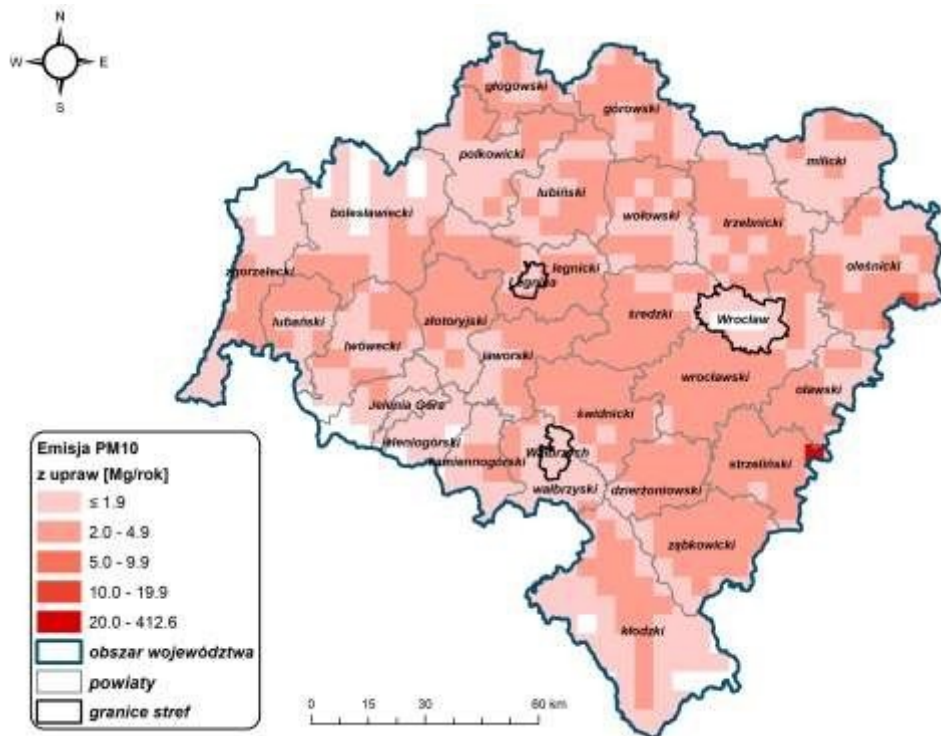 N
W E
S
głogowski
górowski
polkowicki
milicki
lubiński
bolesławiecki
wołowski
trzebnicki
zgorzelecki
legnicki
oleśnicki
Legnica
lubański
złotoryjski
średzki
Wrocław
lwówecki
jaworski
wrocławski
oławski
Jelenia Góra
świdnicki
jeleniogórski
kamiennogórski
Wałbrzych
strzeliński
wałbrzyski
dzierżoniowski
ząbkowicki
kłodzki
Emisja PM10
z upraw [Mg/rok]
≤ 1.9
2.0 - 4.9
5.0 - 9.9
10.0 - 19.9
20.0 - 412.6
obszar województwa
powiaty
granice stref
0 15 30 60 km